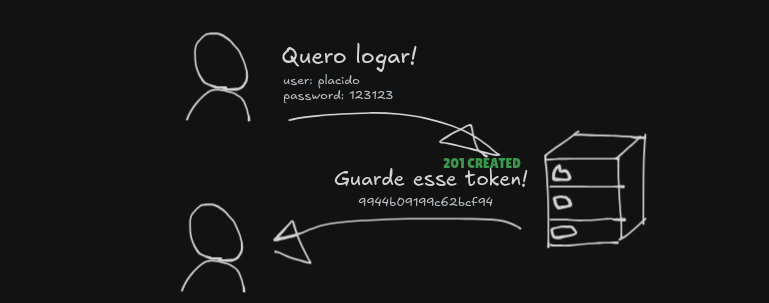 Quero logar!
user: placido
password: 123123
201 CREATED
Guarde esse token!
9944b09199c62bcf94